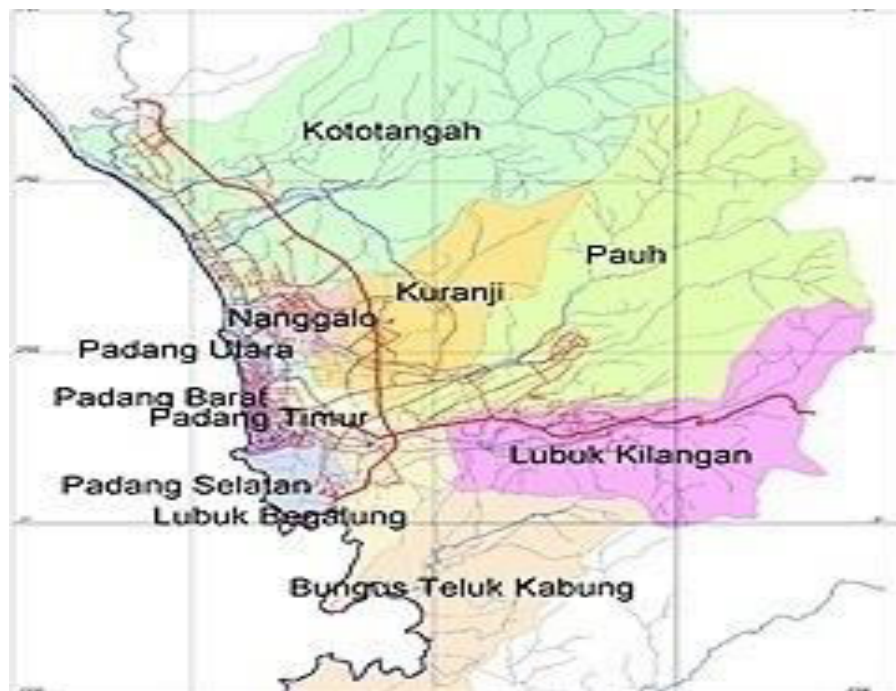 Kototangah
Pauh
Kuranji
Nanggalo
Padang Utara
Padang Barat
Padang Timur
Lubuk Kilangan
Padang Selatan
Lubuk Begalung
Bungus Teluk Kabung